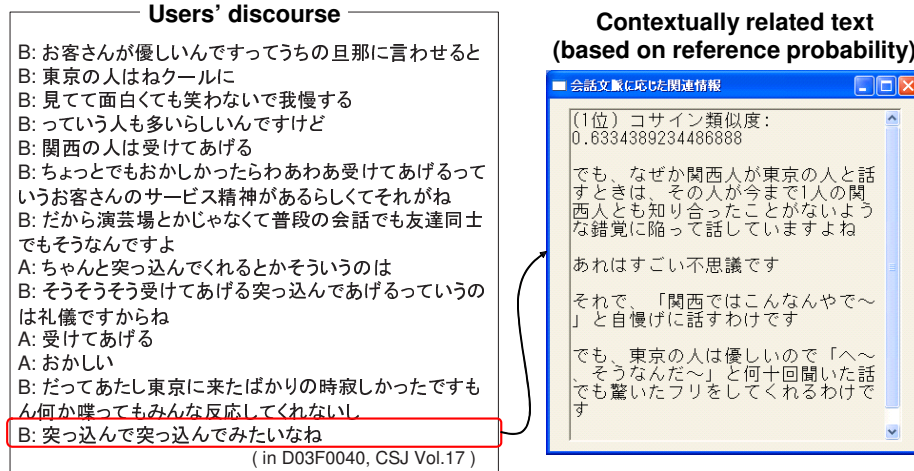 Users' discourse
B: お客さんが優しいんですってうちの旦那に言わせると
B: 東京の人はねクールに
B: 見てて面白くても笑わないで我慢する
B: っていう人も多いらしいんですけど
B: 関西の人は受けてあげる
B: ちょっとでもおかしかったらわあわあ受けてあげるって
いうお客さんのサービス精神があるらしくてそれがね
B: だから演芸場とかじゃなくて普段の会話でも友達同士
でもそうなんですよ
A: ちゃんと突っ込んでくれるとかそういうのは
B: そうそうそう受けてあげる突っ込んであげるっていうの
は礼儀ですからね
A: 受けてあげる
A: おかしい
B: だってあたし東京に来たばかりの時寂しかったですも
ん何か喋ってもみんな反応してくれないし
B: 突っ込んで突っ込んでみたいなね
( in D03F0040, CSJ Vol.17 )
Contextually related text
(based on reference probability)
会話文脈に応じた関連情報
(1位) コサイン類似度:
0.6334389234486888
でも、なぜか関西人が東京の人と話
すときは、その人が今まで1人の関
西人とも知り合ったことがないよう
な錯覚に陥って話していますよね
あれはすごい不思議です
それで、「関西ではこんなんやで～
」と自慢げに話すわけです
でも、東京の人は優しいので「へ～
、そうなんだ～」と何十回聞いた話
でも驚いたフリをしてくれるわけで
す